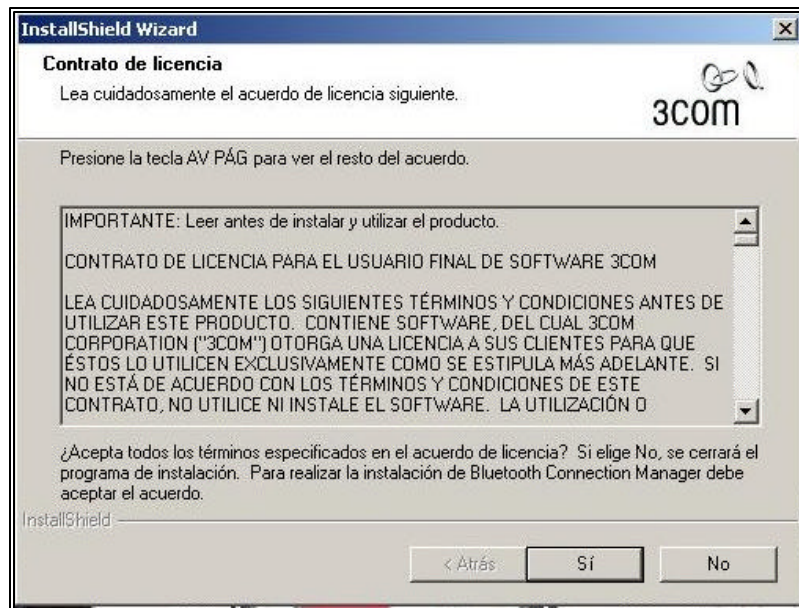 InstallShield Wizard
Contrato de licencia
Lea cuidadosamente el acuerdo de licencia siguiente.
3COM
Presione la tecla AV PÁG para ver el resto del acuerdo.
IMPORTANTE: Leer antes de instalar y utilizar el producto.
CONTRATO DE LICENCIA PARA EL USUARIO FINAL DE SOFTWARE 3COM
LEA CUIDADOSAMENTE LOS SIGUIENTES TÉRMINOS Y CONDICIONES ANTES DE
UTILIZAR ESTE PRODUCTO. CONTIENE SOFTWARE, DEL CUAL 3COM
CORPORATION ("3COM") OTORGA UNA LICENCIA A SUS CLIENTES PARA QUE
ÉSTOS LO UTILICEN EXCLUSIVAMENTE COMO SE ESTIPULA MÁS ADELANTE. SI
NO ESTÁ DE ACUERDO CON LOS TÉRMINOS Y CONDICIONES DE ESTE
CONTRATO, NO UTILICE NI INSTALE EL SOFTWARE. LA UTILIZACIÓN O
¿Acepta todos los términos especificados en el acuerdo de licencia? Si elige No, se cerrará el
programa de instalación. Para realizar la instalación de Bluetooth Connection Manager debe
aceptar el acuerdo.
InstallShield
< Atrás
Sí
No